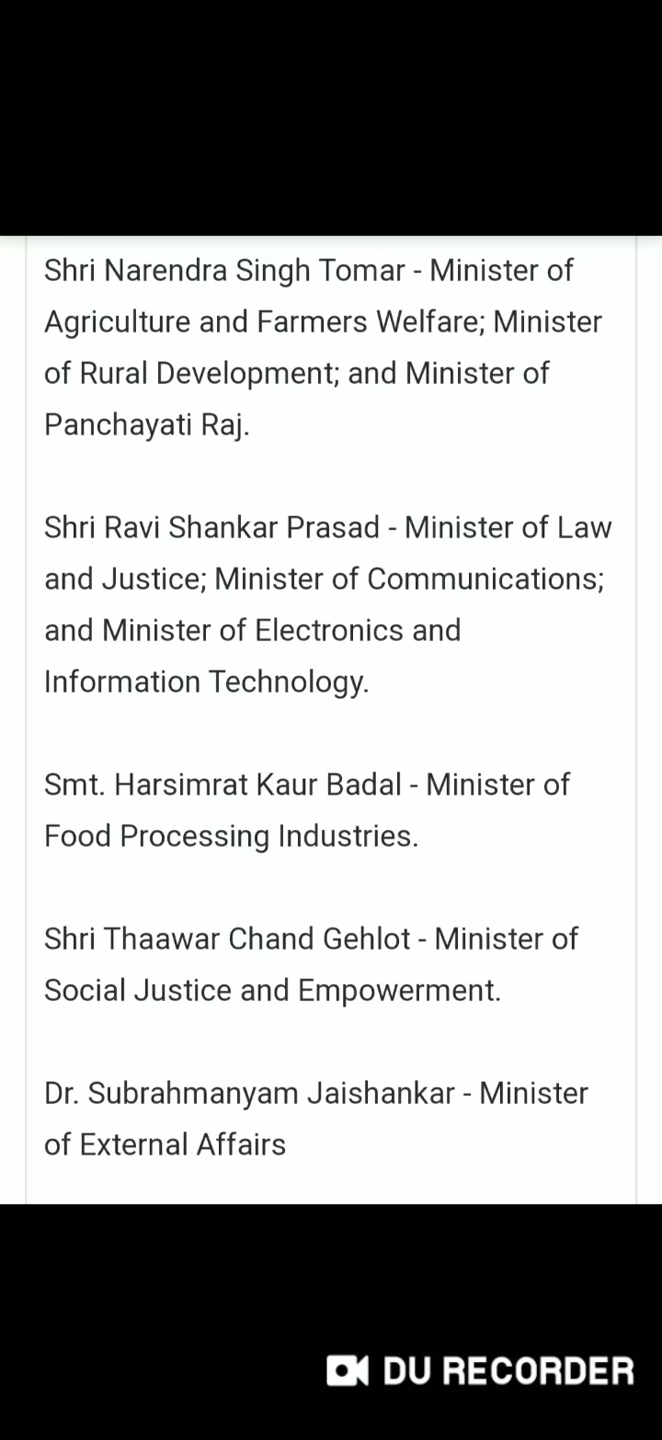 Shri Narendra Singh Tomar - Minister of
Agriculture and Farmers Welfare; Minister
of Rural Development; and Minister of
Panchayati Raj.
Shri Ravi Shankar Prasad - Minister of Law
and Justice; Minister of Communications;
and Minister of Electronics and
Information Technology.
Smt. Harsimrat Kaur Badal - Minister of
Food Processing Industries.
Shri Thaawar Chand Gehlot - Minister of
Social Justice and Empowerment.
Dr. Subrahmanyam Jaishankar - Minister
of External Affairs
DU RECORDER